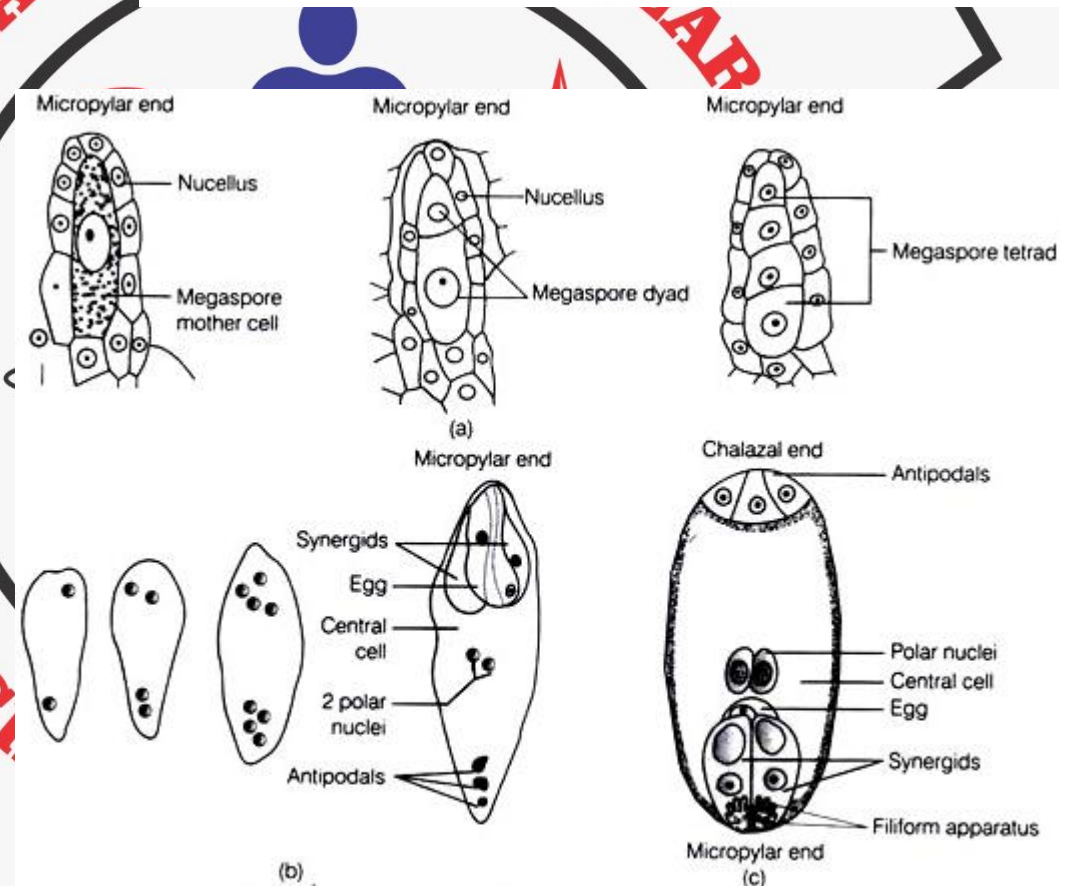 LAR
Micropylar end
Nucellus
Megaspore
mother cell
Micropylar end
Nucellus
Megaspore dyad
Micropylar end
Megaspore tetrad
(a)
Micropylar end
Synergids
Egg
Central
cell
2 polar
nuclei
Antipodals
(b)
Chalazal end
Antipodals
Polar nuclei
Central cell
Egg
Synergids
Filiform apparatus
Micropylar end
(c)